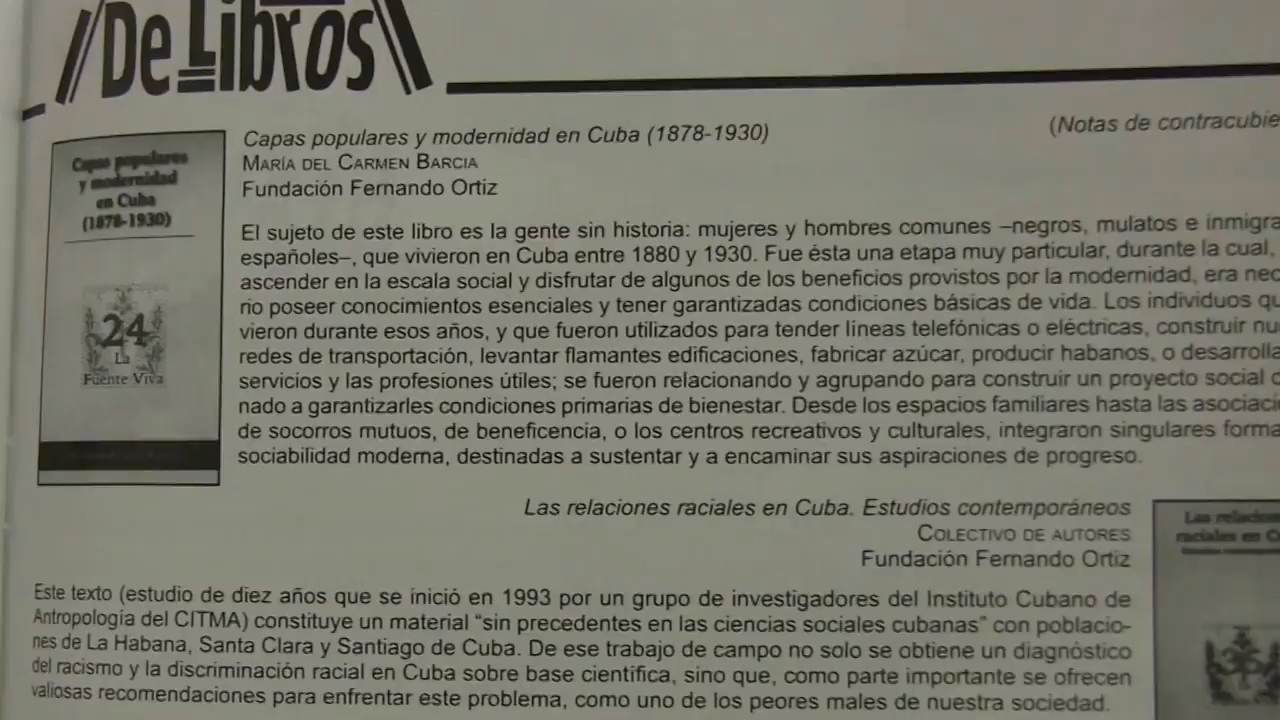 De Libros
(Notas de contracubie
Capas populares
y modernidad
en Cuba
(1878-1930)
24
La
Fuente Viva
Capas populares y modernidad en Cuba (1878-1930)
MARÍA DEL CARMEN BARCIA
Fundación Fernando Ortiz
El sujeto de este libro es la gente sin historia: mujeres y hombres comunes –negros, mulatos e inmigra
españoles–, que vivieron en Cuba entre 1880 y 1930. Fue ésta una etapa muy particular, durante la cual,
ascender en la escala social y disfrutar de algunos de los beneficios provistos por la modernidad, era nec
rio poseer conocimientos esenciales y tener garantizadas condiciones básicas de vida. Los individuos qu
vieron durante esos años, y que fueron utilizados para tender líneas telefónicas o eléctricas, construir nu
redes de transportación, levantar flamantes edificaciones, fabricar azúcar, producir habanos, o desarrolla
servicios y las profesiones útiles; se fueron relacionando y agrupando para construir un proyecto social
nado a garantizarles condiciones primarias de bienestar. Desde los espacios familiares hasta las asociaci
de socorros mutuos, de beneficencia, o los centros recreativos y culturales, integraron singulares forma
sociabilidad moderna, destinadas a sustentar y a encaminar sus aspiraciones de progreso.
Las relaciones raciales en Cuba. Estudios contemporáneos
COLECTIVO DE AUTORES
Fundación Fernando Ortiz
Las relacion
raciales en C
Este texto (estudio de diez años que se inició en 1993 por un grupo de investigadores del Instituto Cubano de
Antropología del CITMA) constituye un material “sin precedentes en las ciencias sociales cubanas” con poblacio-
nes de La Habana, Santa Clara y Santiago de Cuba. De ese trabajo de campo no solo se obtiene un diagnóstico
del racismo y la discriminación racial en Cuba sobre base científica, sino que, como parte importante se ofrecen
valiosas recomendaciones para enfrentar este problema, como uno de los peores males de nuestra sociedad.